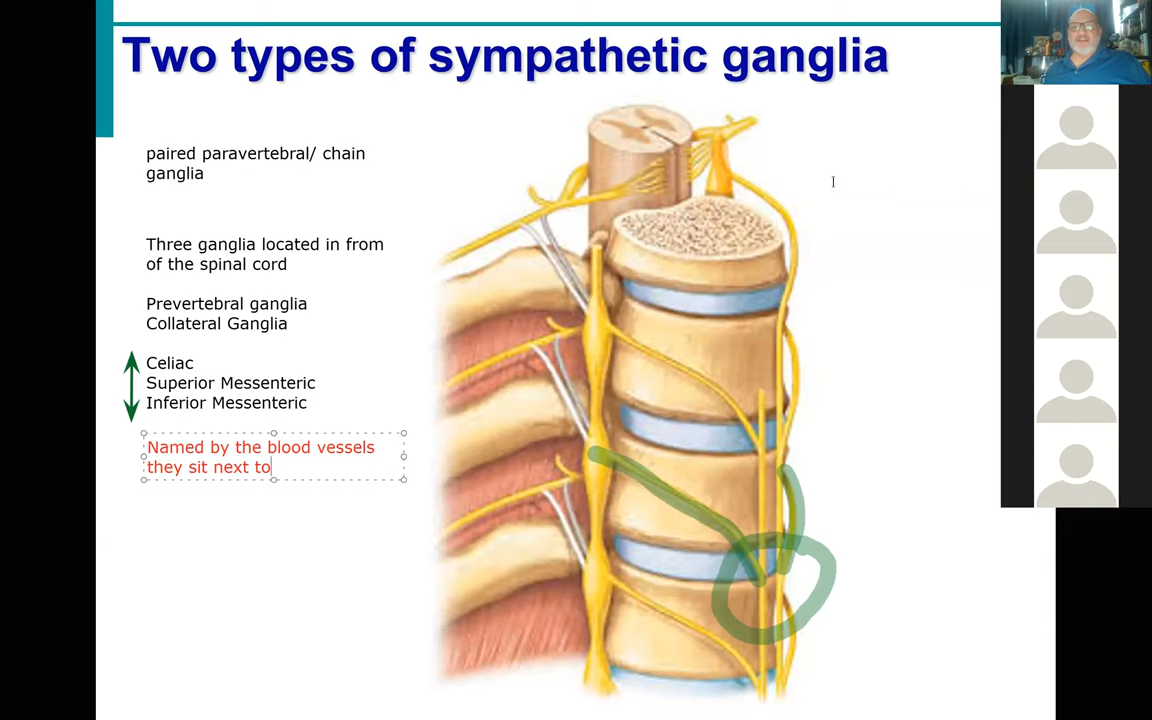 Two types of sympathetic ganglia
paired paravertebral/ chain
ganglia
Three ganglia located in from
of the spinal cord
Prevertebral ganglia
Collateral Ganglia
Celiac
Superior Messenteric
Inferior Messenteric
Named by the blood vessels
they sit next to